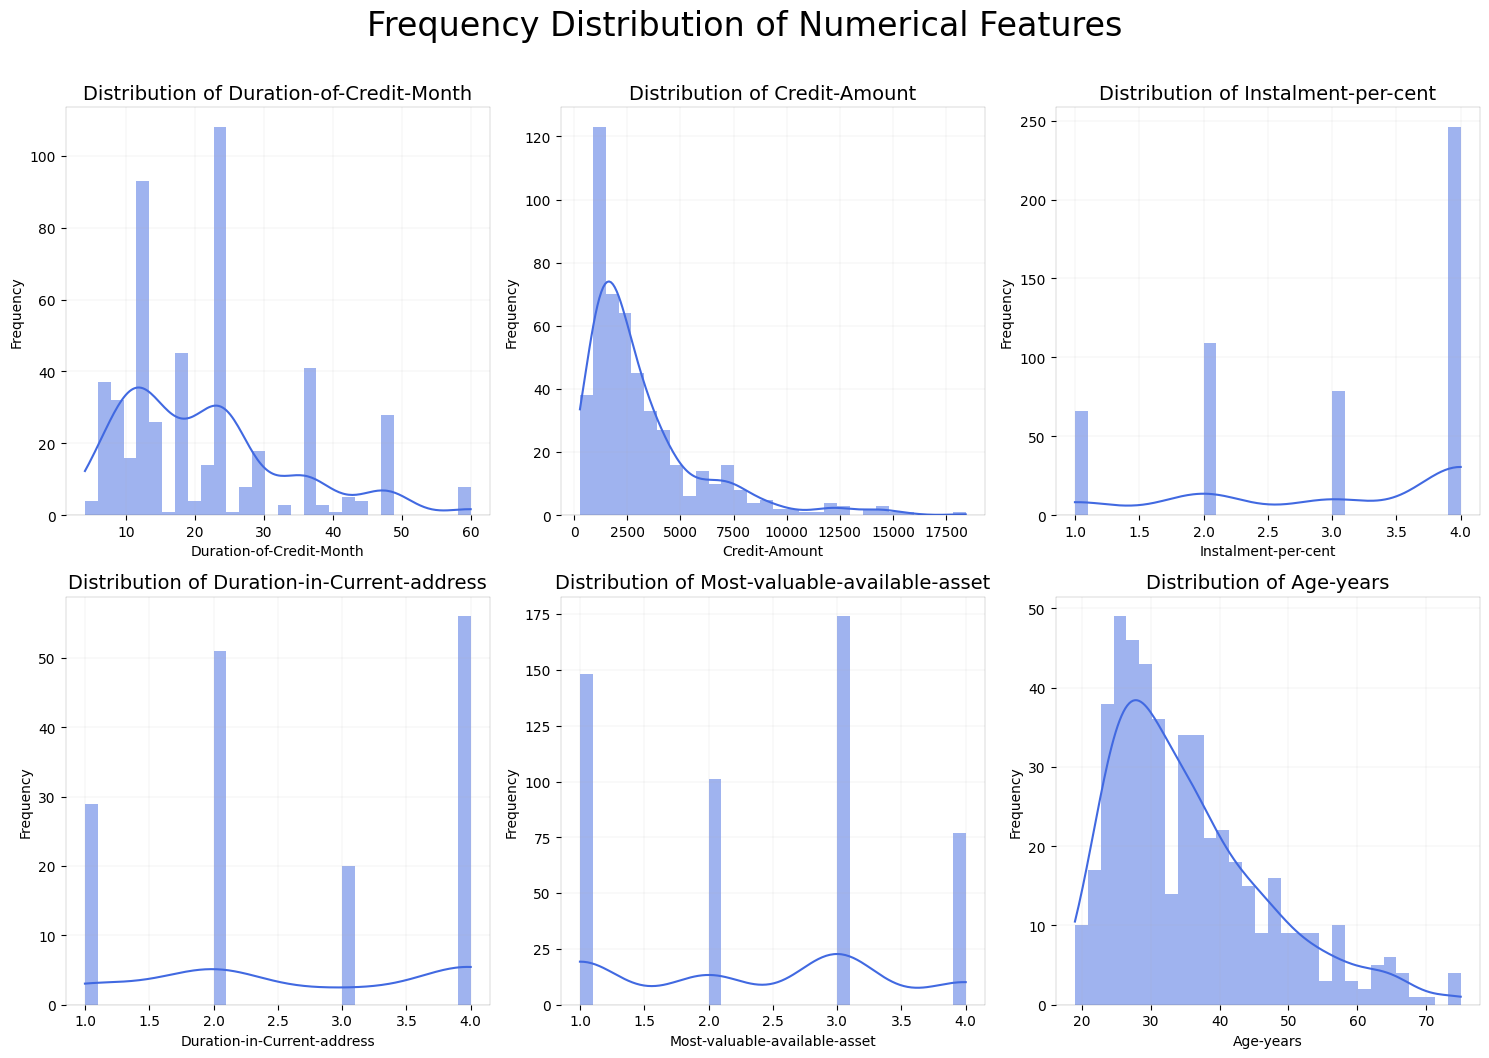 Frequency Distribution of Numerical Features
Distribution of Duration-of-Credit-Month
Frequency
100
80
60
40
20
0
10 20 30 40 50 60
Duration-of-Credit-Month
Distribution of Credit-Amount
Frequency
120
100
80
60
40
20
0
0 2500 5000 7500 10000 12500 15000 17500
Credit-Amount
Distribution of Instalment-per-cent
Frequency
250
200
150
100
50
0
1.0 1.5 2.0 2.5 3.0 3.5 4.0
Instalment-per-cent
Distribution of Duration-in-Current-address
Frequency
50
40
30
20
10
0
1.0 1.5 2.0 2.5 3.0 3.5 4.0
Duration-in-Current-address
Distribution of Most-valuable-available-asset
Frequency
175
150
125
100
75
50
25
0
1.0 1.5 2.0 2.5 3.0 3.5 4.0
Most-valuable-available-asset
Distribution of Age-years
Frequency
50
40
30
20
10
0
20 30 40 50 60 70
Age-years